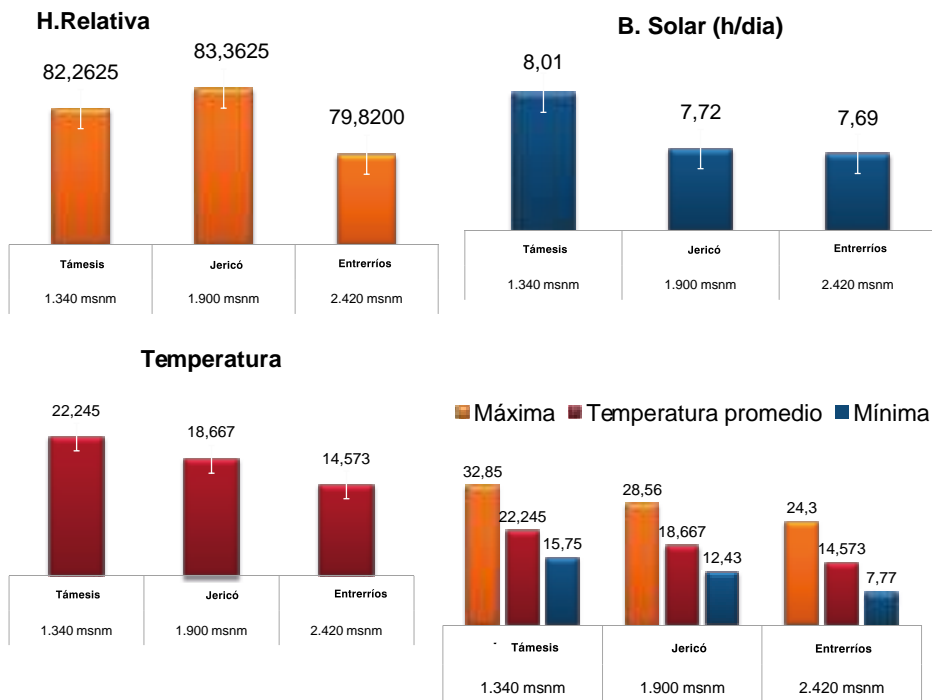 H.Relativa
82,2625
83,3625
79,8200
Támesis
Jericó
Entrerríos
1.340 msnm
1.900 msnm
2.420 msnm
B. Solar (h/dia)
8,01
7,72
7,69
Támesis
Jericó
Entrerríos
1.340 msnm
1.900 msnm
2.420 msnm
Temperatura
22,245
18,667
14,573
Támesis
Jericó
Entrerríos
1.340 msnm
1.900 msnm
2.420 msnm
Máxima
Temperatura promedio
Mínima
32,85
22,245
15,75
28,56
18,667
12,43
24,3
14,573
7,77
Támesis
Jericó
Entrerríos
1.340 msnm
1.900 msnm
2.420 msnm